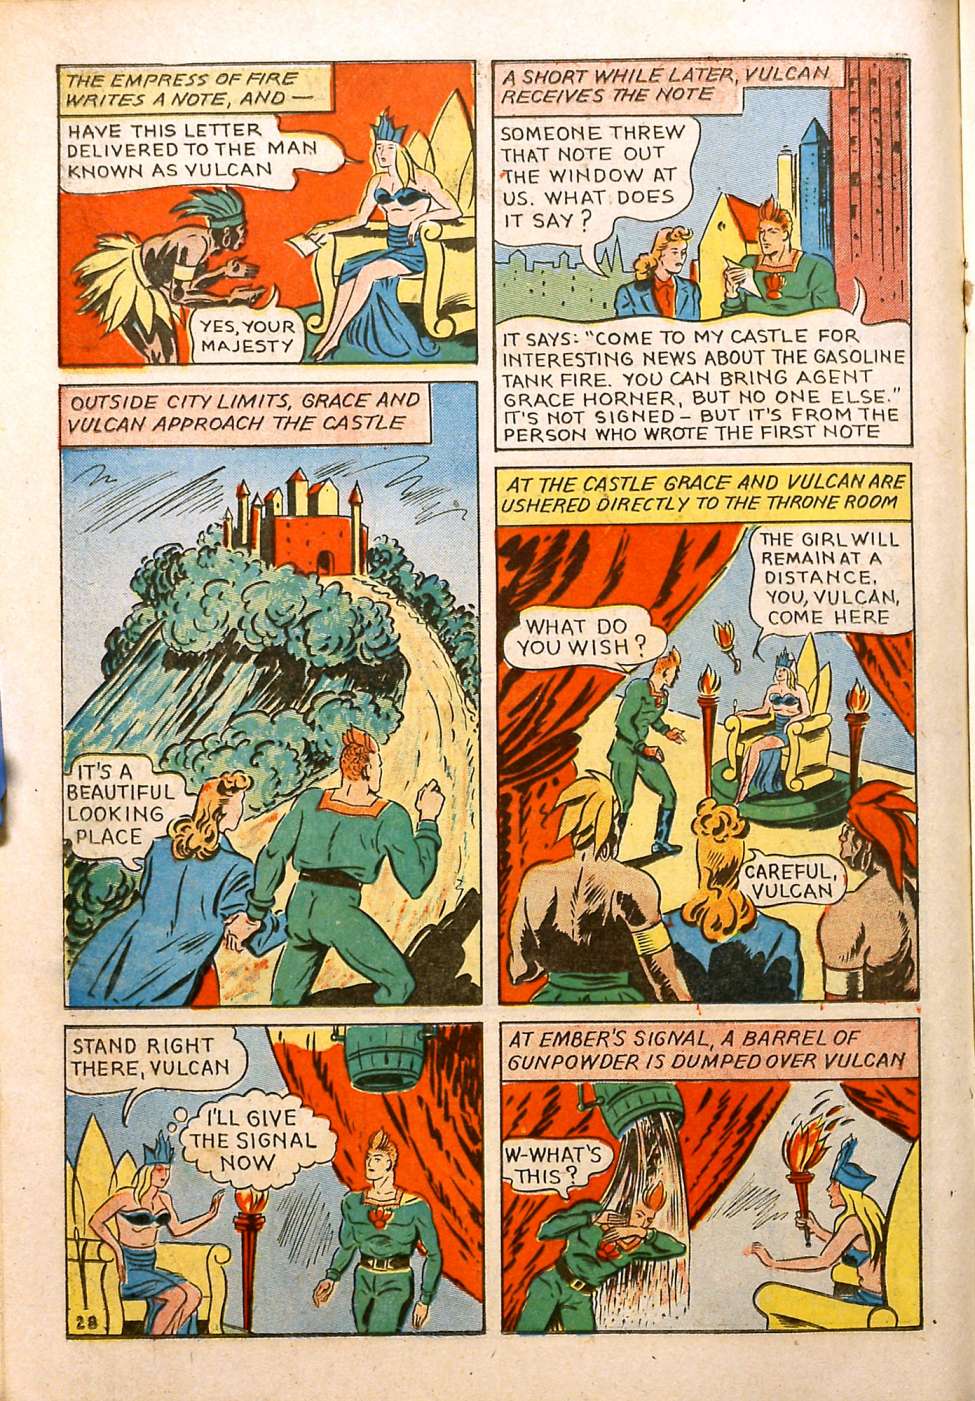 THE EMPRESS OF FIRE
WRITES A NOTE, AND —
HAVE THIS LETTER
DELIVERED TO THE MAN
KNOWN AS VULCAN
YES, YOUR
MAJESTY
A SHORT WHILE LATER, VULCAN
RECEIVES THE NOTE
SOMEONE THREW
THAT NOTE OUT
THE WINDOW AT
US. WHAT DOES
IT SAY?
IT SAYS: "COME TO MY CASTLE FOR
INTERESTING NEWS ABOUT THE GASOLINE
TANK FIRE. YOU CAN BRING AGENT
GRACE HORNER, BUT NO ONE ELSE."
IT'S NOT SIGNED — BUT IT'S FROM THE
PERSON WHO WROTE THE FIRST NOTE
OUTSIDE CITY LIMITS, GRACE AND
VULCAN APPROACH THE CASTLE
IT'S A
BEAUTIFUL
LOOKING
PLACE
AT THE CASTLE GRACE AND VULCAN ARE
USHERED DIRECTLY TO THE THRONE ROOM
THE GIRL WILL
REMAIN AT A
DISTANCE.
YOU, VULCAN,
COME HERE
WHAT DO
YOU WISH?
CAREFUL,
VULCAN
STAND RIGHT
THERE, VULCAN
I'LL GIVE
THE SIGNAL
NOW
28
AT EMBER'S SIGNAL, A BARREL OF
GUNPOWDER IS DUMPED OVER VULCAN
W-WHAT'S
THIS?